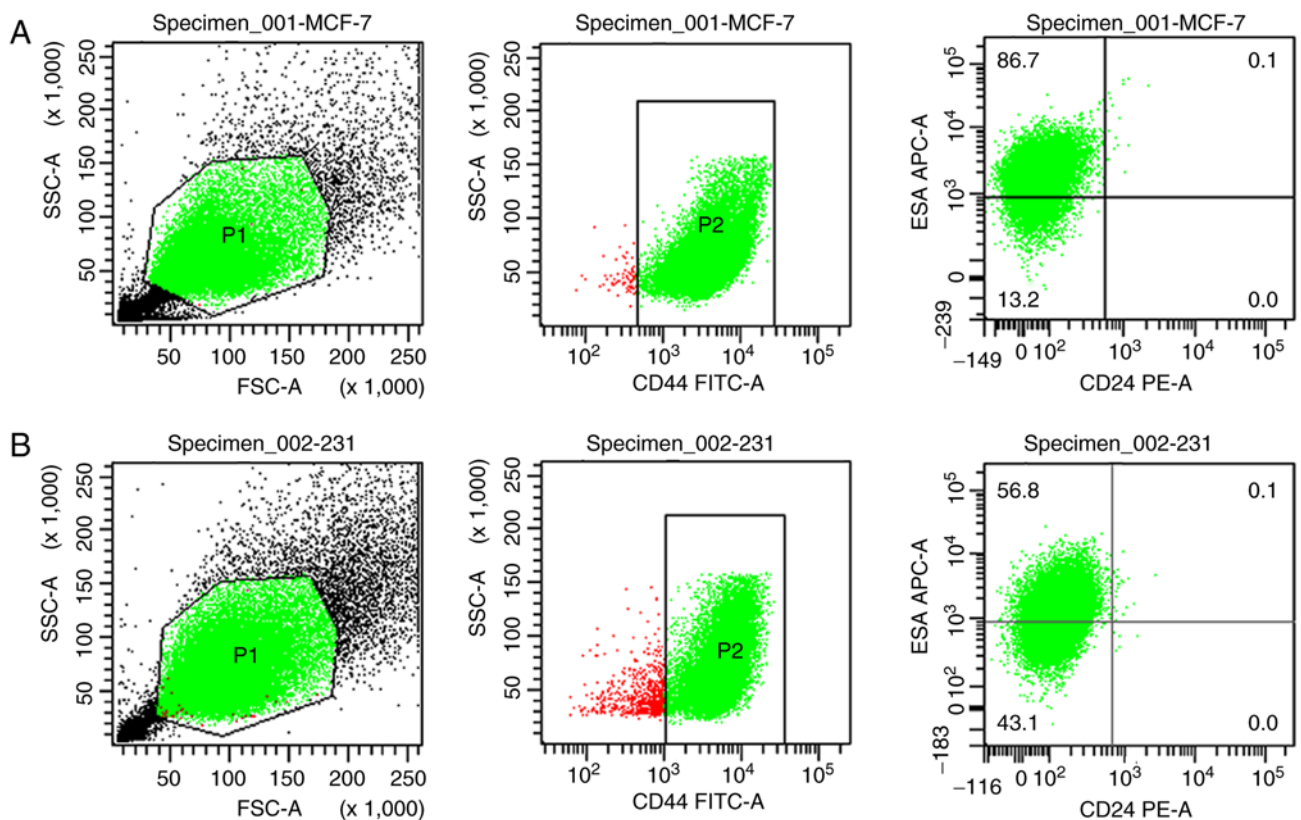 A
Specimen_001-MCF-7
SSC-A (x 1,000)
250
200
150
100
50
P1
50 100 150 200 250
FSC-A (x 1,000)
Specimen_001-MCF-7
SSC-A (x 1,000)
250
200
150
100
50
P2
10^2 10^3 10^4 10^5
CD44 FITC-A
Specimen_001-MCF-7
ESA APC-A
86.7 0.1
10^5
10^4
10^3
0
13.2 0.0
−239
−149 0 10^2 10^3 10^4 10^5
CD24 PE-A
B
Specimen_002-231
SSC-A (x 1,000)
250
200
150
100
50
P1
50 100 150 200 250
FSC-A (x 1,000)
Specimen_002-231
SSC-A (x 1,000)
250
200
150
100
50
P2
10^2 10^3 10^4 10^5
CD44 FITC-A
Specimen_002-231
ESA APC-A
56.8 0.1
10^5
10^4
10^3
10^2
0
43.1 0.0
−183
−116 0 10^2 10^3 10^4 10^5
CD24 PE-A